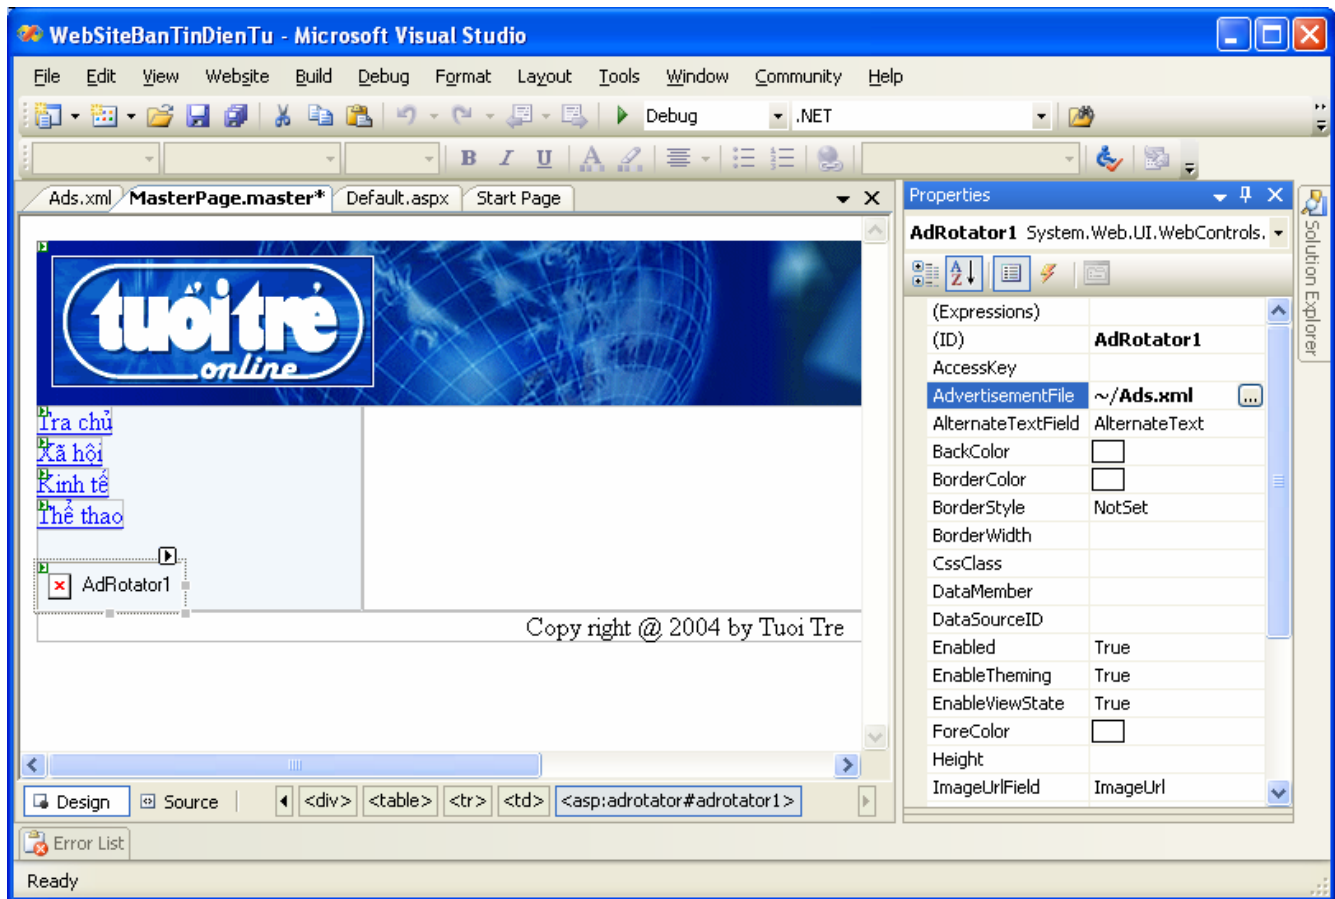 WebSiteBanTinDienTu - Microsoft Visual Studio
File Edit View Website Build Debug Format Layout Tools Window Community Help
Debug .NET
B I U A
Ads.xml MasterPage.master* Default.aspx Start Page
tuổi trẻ
online
Tra chủ
Xã hội
Kinh tế
Thể thao
AdRotator1
Copy right @ 2004 by Tuoi Tre
Design Source <div> <table> <tr> <td> <asp:adrotator#adrotator1>
Properties
AdRotator1 System.Web.UI.WebControls.
(Expressions)
(ID) AdRotator1
AccessKey
AdvertisementFile ~/Ads.xml ...
AlternateTextField AlternateText
BackColor
BorderColor
BorderStyle NotSet
BorderWidth
CssClass
DataMember
DataSourceID
Enabled True
EnableTheming True
EnableViewState True
ForeColor
Height
ImageUrlField ImageUrl
Solution Explorer
Error List
Ready